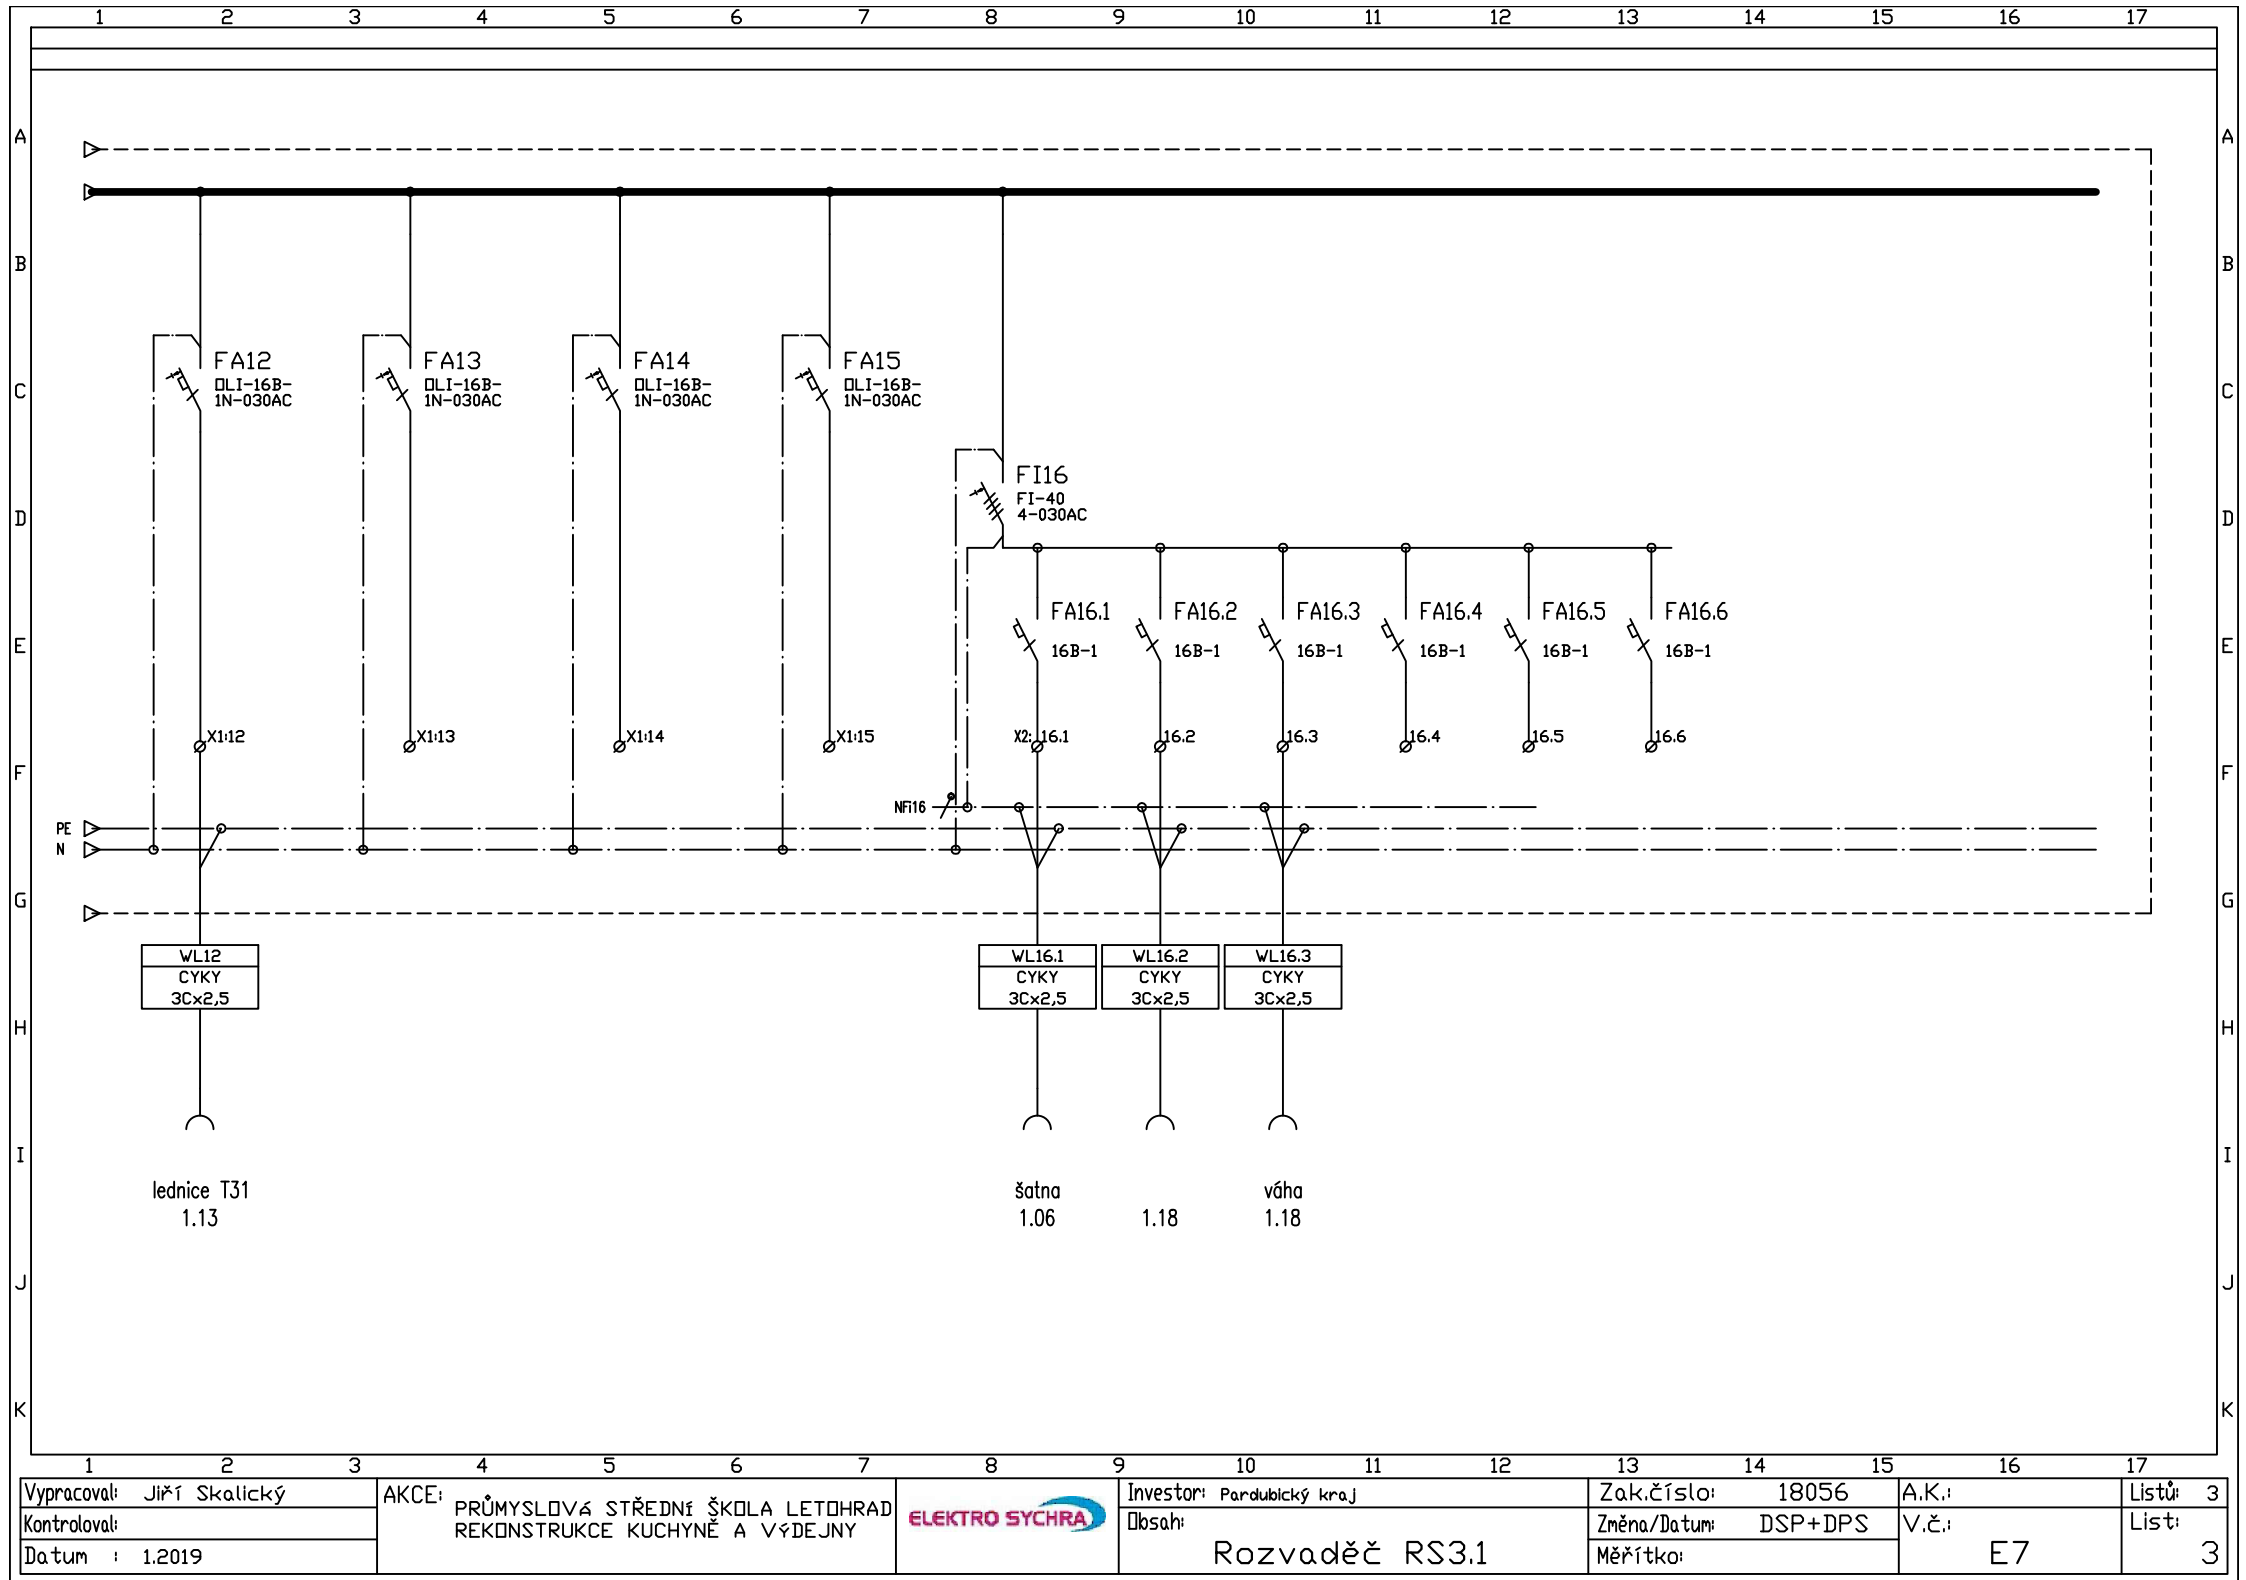 1 2 3 4 5 6 7 8 9 10 11 12 13 14 15 16 17
A A
B B
C C
D D
E E
F F
G G
H H
I I
J J
K K
FA12
OLI-16B-
1N-030AC
FA13
OLI-16B-
1N-030AC
FA14
OLI-16B-
1N-030AC
FA15
OLI-16B-
1N-030AC
FI16
FI-40
4-030AC
FA16.1
16B-1
FA16.2
16B-1
FA16.3
16B-1
FA16.4
16B-1
FA16.5
16B-1
FA16.6
16B-1
X1:12 X1:13 X1:14 X1:15 X2: 16.1 16.2 16.3 16.4 16.5 16.6
NFi16
PE
N
WL12
CYKY
3Cx2,5
WL16.1
CYKY
3Cx2,5
WL16.2
CYKY
3Cx2,5
WL16.3
CYKY
3Cx2,5
lednice T31
1.13
šatna
1.06
1.18
váha
1.18
1 2 3 4 5 6 7 8 9 10 11 12 13 14 15 16 17
Vypracoval: Jiří Skalický
Kontroloval:
Datum : 1.2019
AKCE:
PRŮMYSLOVá STŘEDNí ŠKOLA LETOHRAD
REKONSTRUKCE KUCHYNĚ A VýDEJNY
ELEKTRO SYCHRA
Investor: Pardubický kraj
Obsah:
Rozvaděč RS3.1
Zak.číslo: 18056
Změna/Datum: DSP+DPS
Měřítko:
A.K.:
V.č.:
E7
Listů: 3
List:
3